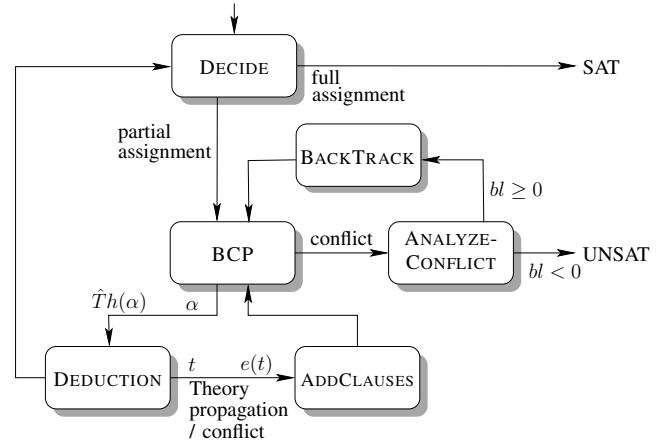 DECIDE
SAT
full
assignment
partial
assignment
BACKTRACK
bl ≥ 0
BCP
conflict
ANALYZE-
CONFLICT
UNSAT
bl < 0
T̂h(α)
α
DEDUCTION
t
e(t)
Theory
propagation
/ conflict
ADDCLAUSES